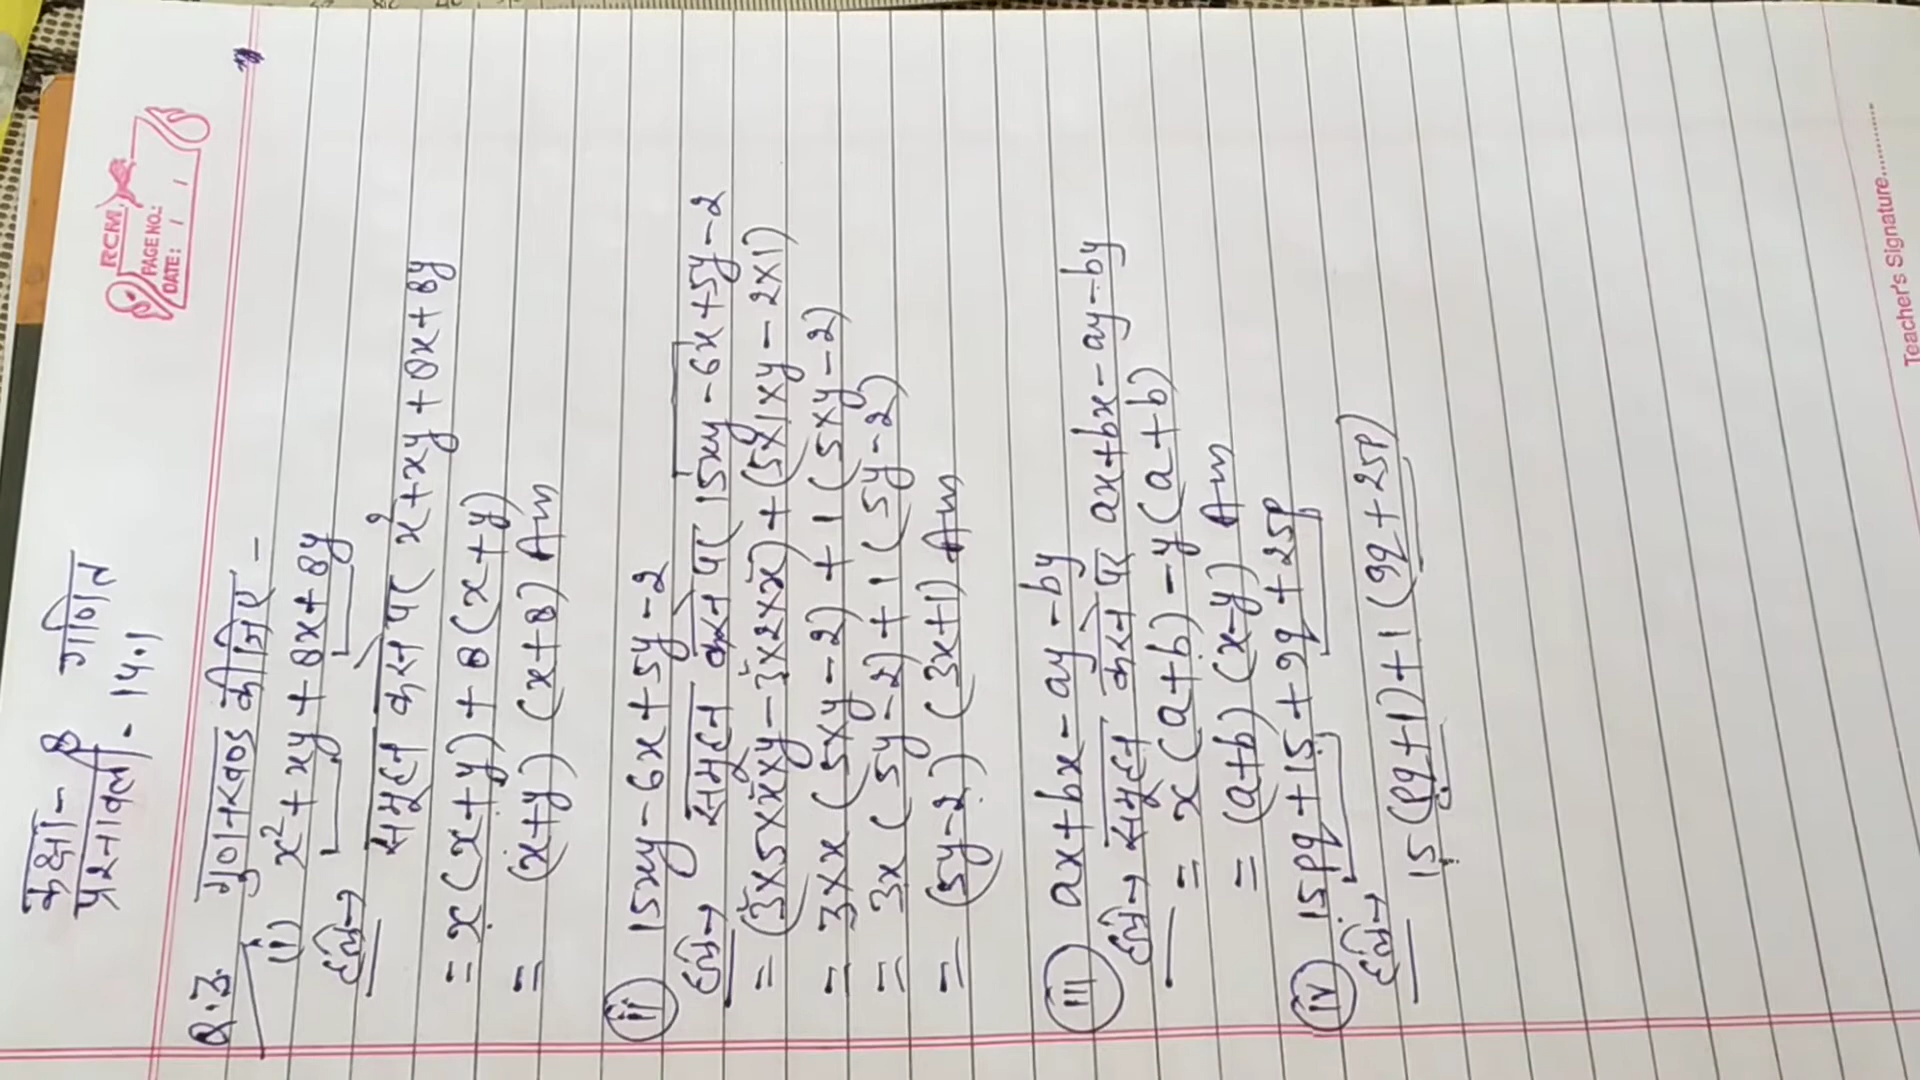 RCM
PAGE NO.:
DATE: / /
कक्षा - 8 गणित
प्रश्नावली - 14.1
Q.3. गुणनखण्ड कीजिए -
(i) x² + xy + 8x + 8y
हल→
समूहन करने पर x² + xy + 8x + 8y
= x(x+y) + 8(x+y)
= (x+y) (x+8) Ans
(ii) 15xy - 6x + 5y - 2
हल→ समूहन करने पर 15xy - 6x + 5y - 2
= (3×5×x×y - 3×2×x) + (5×1×y - 2×1)
= 3×x (5×y - 2) + 1 (5×y - 2)
= 3x (5y - 2) + 1 (5y - 2)
= (5y - 2) (3x+1) Ans
(iii) ax + bx - ay - by
हल→ समूहन करने पर ax + bx - ay - by
= x(a+b) - y(a+b)
= (a+b) (x-y) Ans
(iv) 15pq + 15 + 9q + 25p
हल→
15(pq+1) + 1(9q + 25p)
Teacher's Signature..............